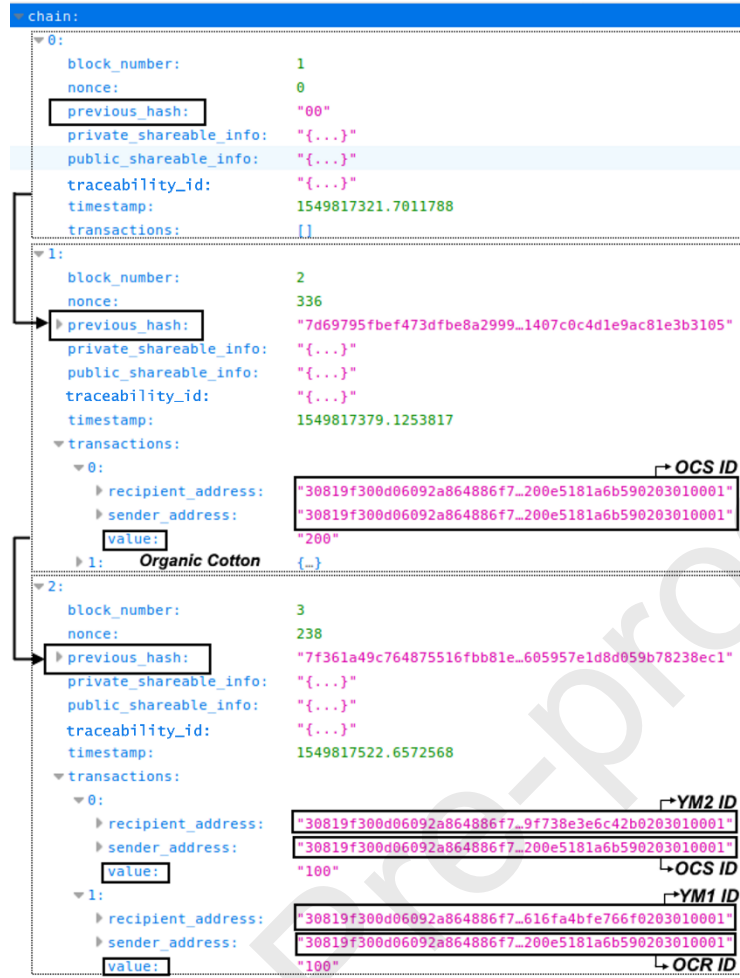 chain:
0:
block_number: 1
nonce: 0
previous_hash: "00"
private_shareable_info: "{...}"
public_shareable_info: "{...}"
traceability_id: "{...}"
timestamp: 1549817321.7011788
transactions: []
1:
block_number: 2
nonce: 336
previous_hash: "7d69795fbef473dfbe8a2999…1407c0c4d1e9ac81e3b3105"
private_shareable_info: "{...}"
public_shareable_info: "{...}"
traceability_id: "{...}"
timestamp: 1549817379.1253817
transactions:
0: OCS ID
recipient_address: "30819f300d06092a864886f7…200e5181a6b590203010001"
sender_address: "30819f300d06092a864886f7…200e5181a6b590203010001"
value: "200"
1: Organic Cotton {…}
2:
block_number: 3
nonce: 238
previous_hash: "7f361a49c764875516fbb81e…605957e1d8d059b78238ec1"
private_shareable_info: "{...}"
public_shareable_info: "{...}"
traceability_id: "{...}"
timestamp: 1549817522.6572568
transactions:
0: YM2 ID
recipient_address: "30819f300d06092a864886f7…9f738e3e6c42b0203010001"
sender_address: "30819f300d06092a864886f7…200e5181a6b590203010001"
value: "100" OCS ID
1: YM1 ID
recipient_address: "30819f300d06092a864886f7…616fa4bfe766f0203010001"
sender_address: "30819f300d06092a864886f7…200e5181a6b590203010001"
value: "100" OCR ID
Pre-pro